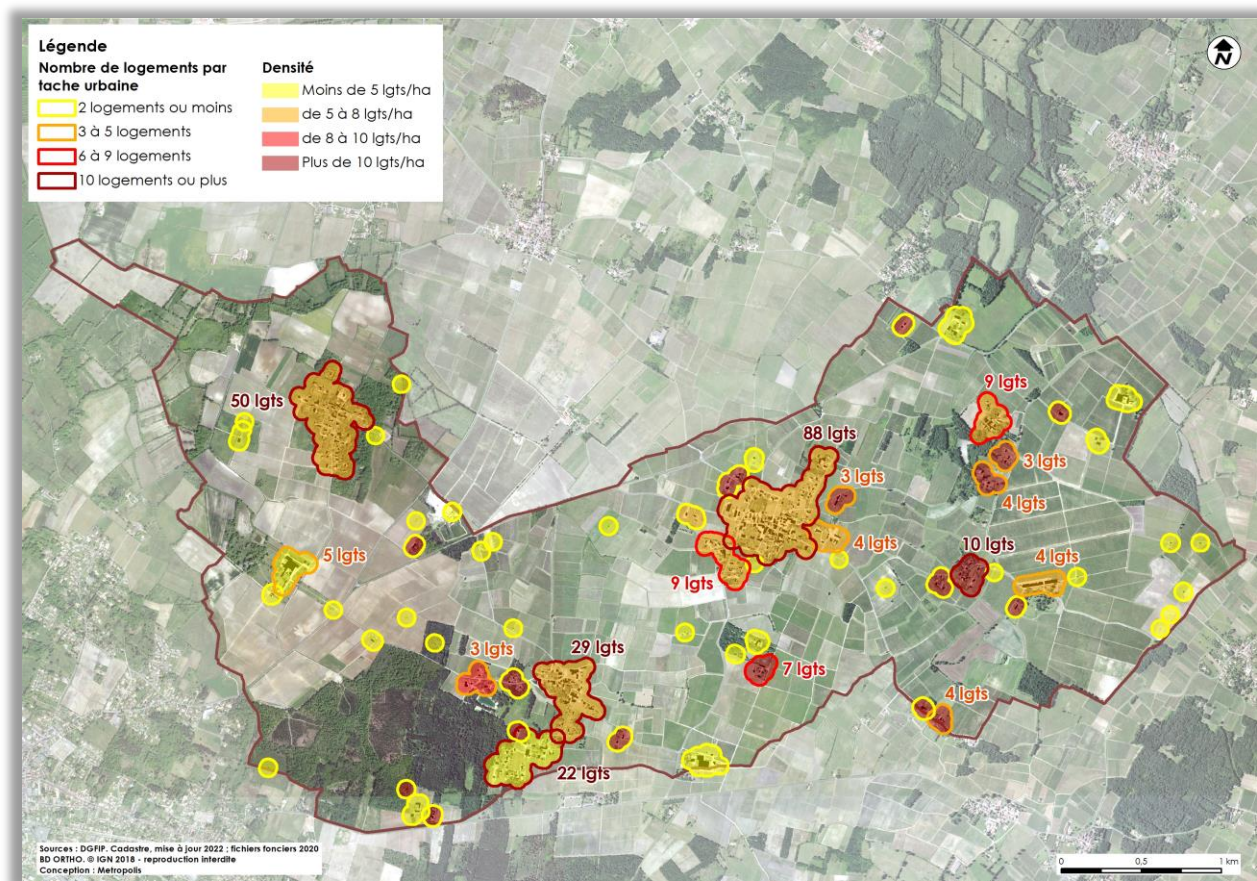 Légende
Nombre de logements par
tache urbaine
2 logements ou moins
3 à 5 logements
6 à 9 logements
10 logements ou plus
Densité
Moins de 5 lgts/ha
de 5 à 8 lgts/ha
de 8 à 10 lgts/ha
Plus de 10 lgts/ha
N
9 lgts
50 lgts
88 lgts
3 lgts
3 lgts
4 lgts
4 lgts
10 lgts
4 lgts
5 lgts
9 lgts
29 lgts
3 lgts
7 lgts
4 lgts
22 lgts
Sources : DGFIP. Cadastre, mise à jour 2022 ; fichiers fonciers 2020
BD ORTHO. © IGN 2018 - reproduction interdite
Conception : Metropolis
0 0,5 1 km